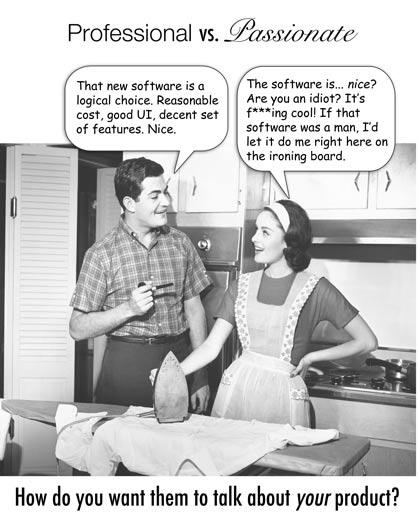 Professional vs. Passionate
That new software is a
logical choice. Reasonable
cost, good UI, decent set
of features. Nice.
The software is... nice?
Are you an idiot? It's
f***ing cool! If that
software was a man, I'd
let it do me right here on
the ironing board.
How do you want them to talk about your product?